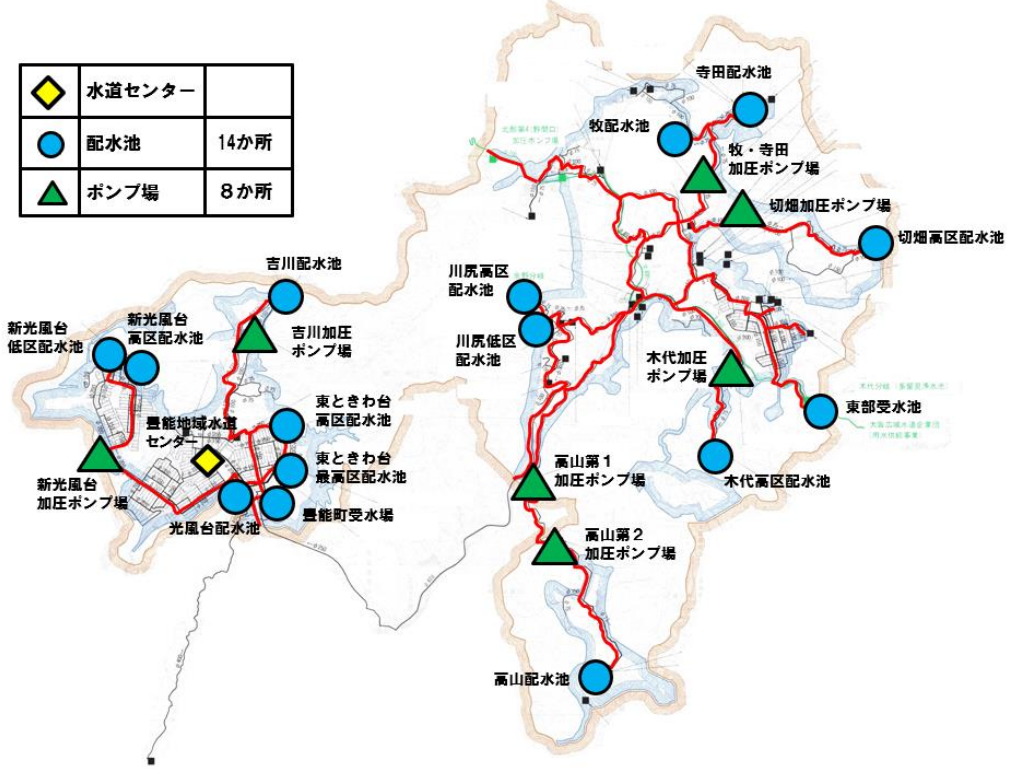 水道センター
配水池 14か所
ポンプ場 8か所
寺田配水池
牧配水池
牧・寺田
加圧ポンプ場
切畑加圧ポンプ場
切畑高区配水池
吉川配水池
川尻高区
配水池
新光風台
低区配水池
新光風台
高区配水池
吉川加圧
ポンプ場
川尻低区
配水池
木代加圧
ポンプ場
東ときわ台
高区配水池
東部受水池
豊能地域水道
センター
東ときわ台
最高区配水池
高山第1
加圧ポンプ場
木代高区配水池
新光風台
加圧ポンプ場
光風台配水池
豊能町受水場
高山第2
加圧ポンプ場
高山配水池